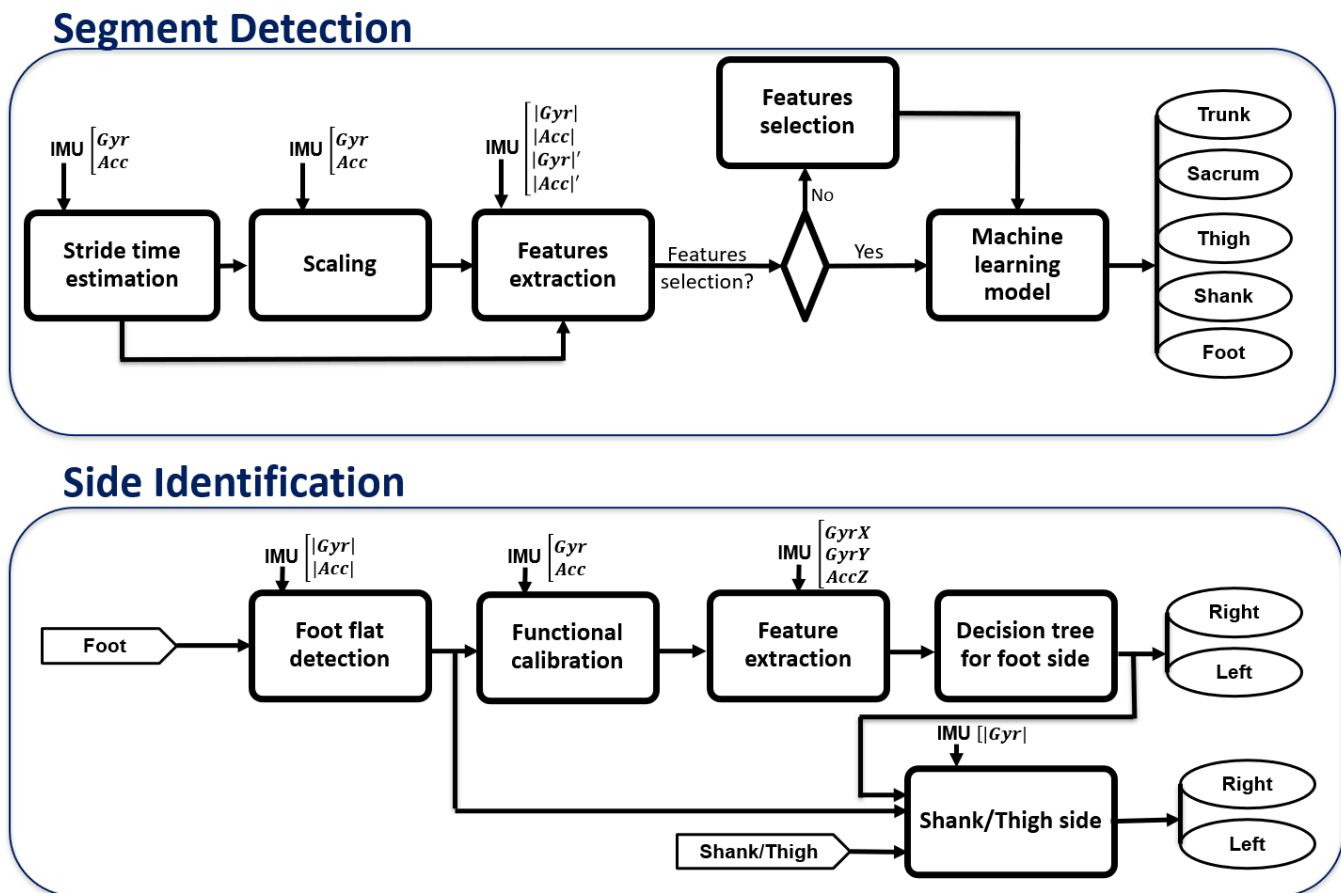 Segment Detection
IMU [Gyr
Acc
IMU [Gyr
Acc
IMU [|Gyr|
|Acc|
|Gyr|'
|Acc|'
Stride time
estimation
Scaling
Features
extraction
Features
selection?
Features
selection
No
Yes
Machine
learning
model
Trunk
Sacrum
Thigh
Shank
Foot
Side Identification
Foot
IMU [|Gyr|
|Acc|
Foot flat
detection
IMU [Gyr
Acc
Functional
calibration
IMU [GyrX
GyrY
AccZ
Feature
extraction
Decision tree
for foot side
Right
Left
IMU [|Gyr|
Shank/Thigh
Shank/Thigh side
Right
Left